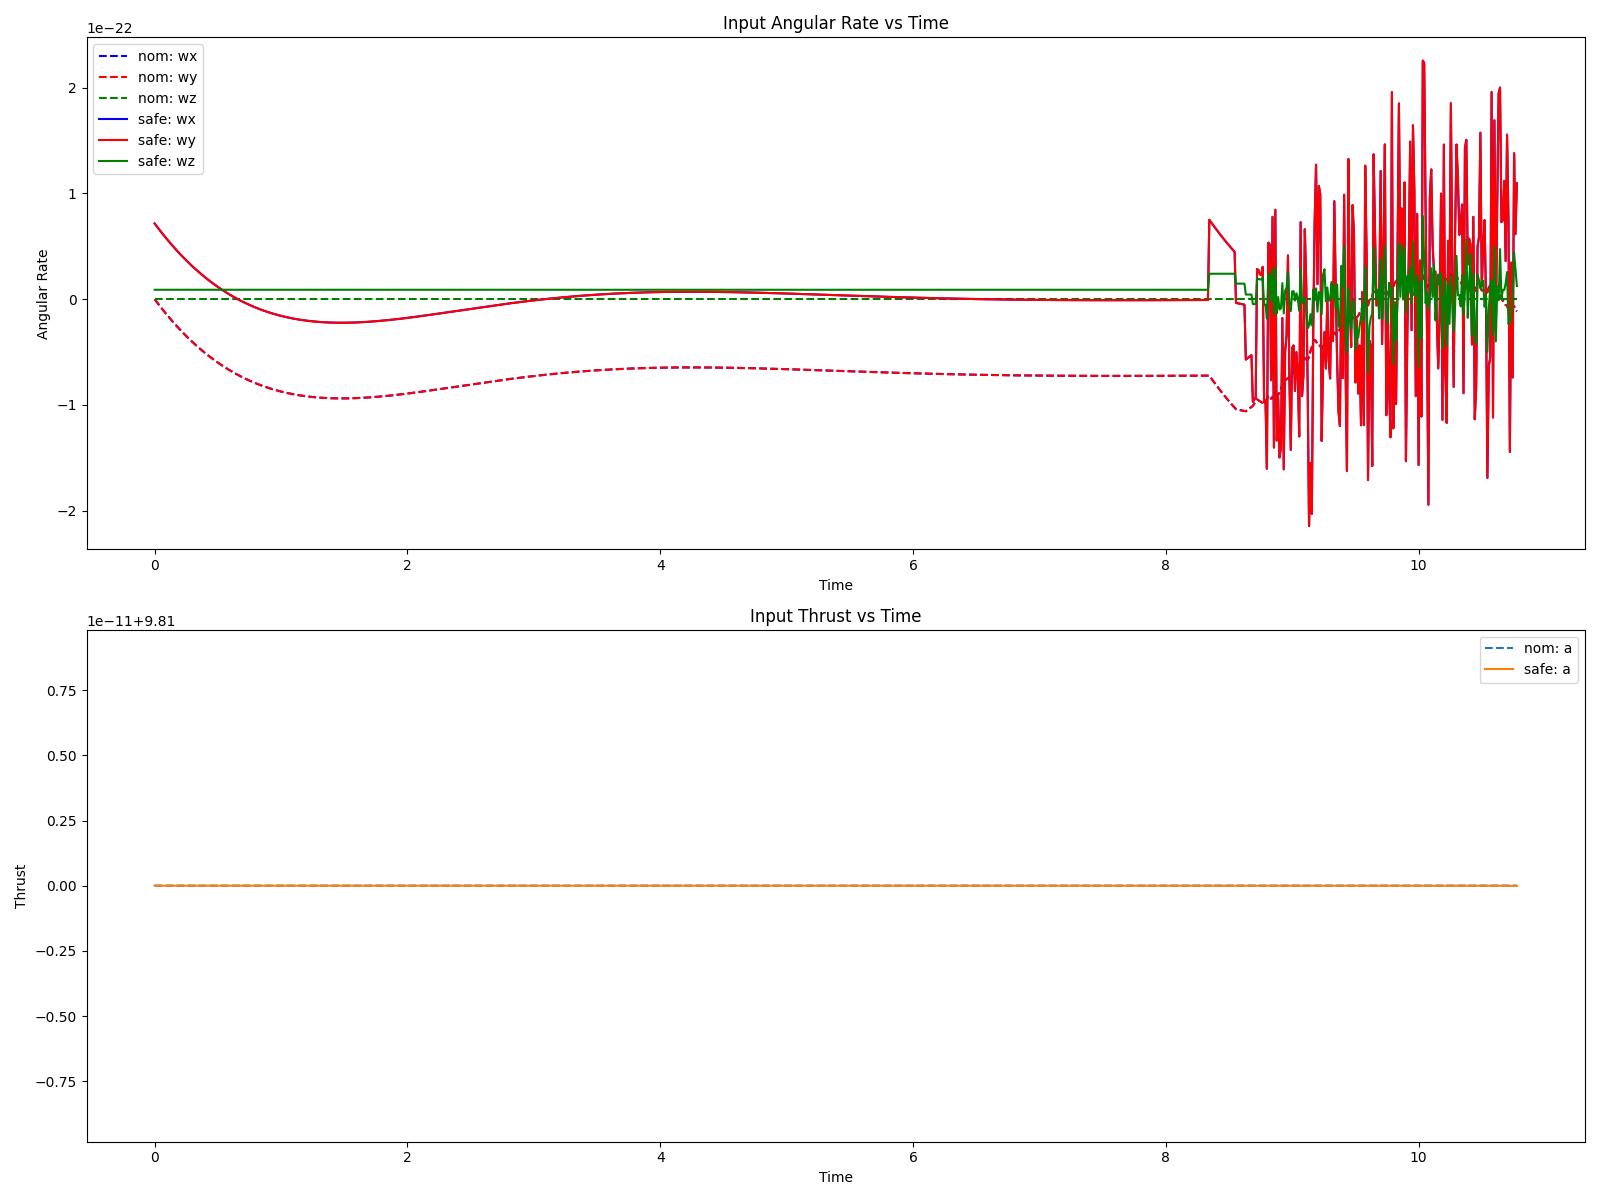 Input Angular Rate vs Time
1e−22
nom: wx
nom: wy
nom: wz
safe: wx
safe: wy
safe: wz
Angular Rate
2
1
0
−1
−2
0 2 4 6 8 10
Time
Input Thrust vs Time
1e−11+9.81
nom: a
safe: a
Thrust
0.75
0.50
0.25
0.00
−0.25
−0.50
−0.75
0 2 4 6 8 10
Time